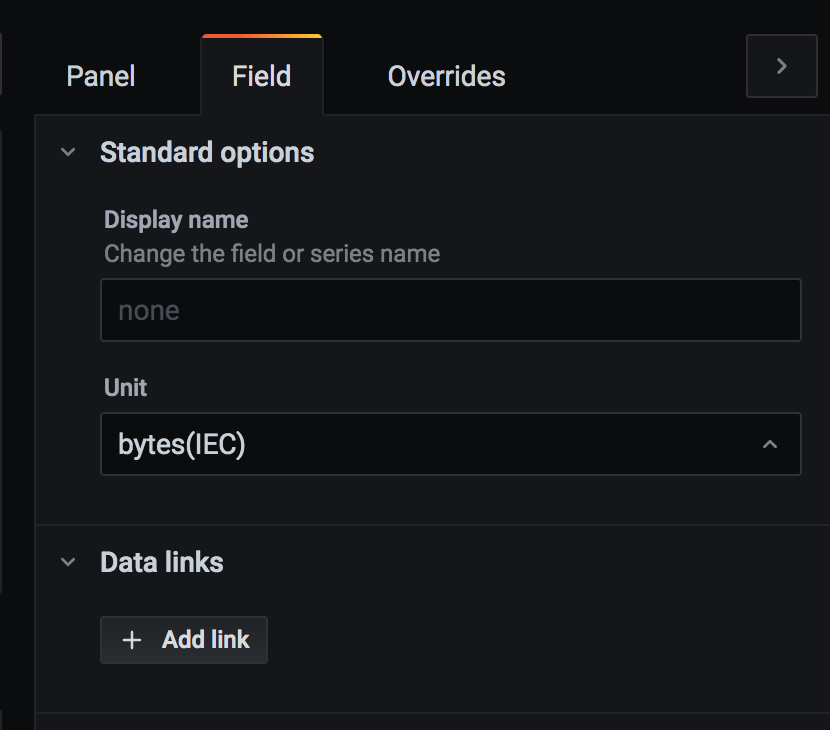 Panel
Field
Overrides
Standard options
Display name
Change the field or series name
none
Unit
bytes(IEC)
Data links
+ Add link